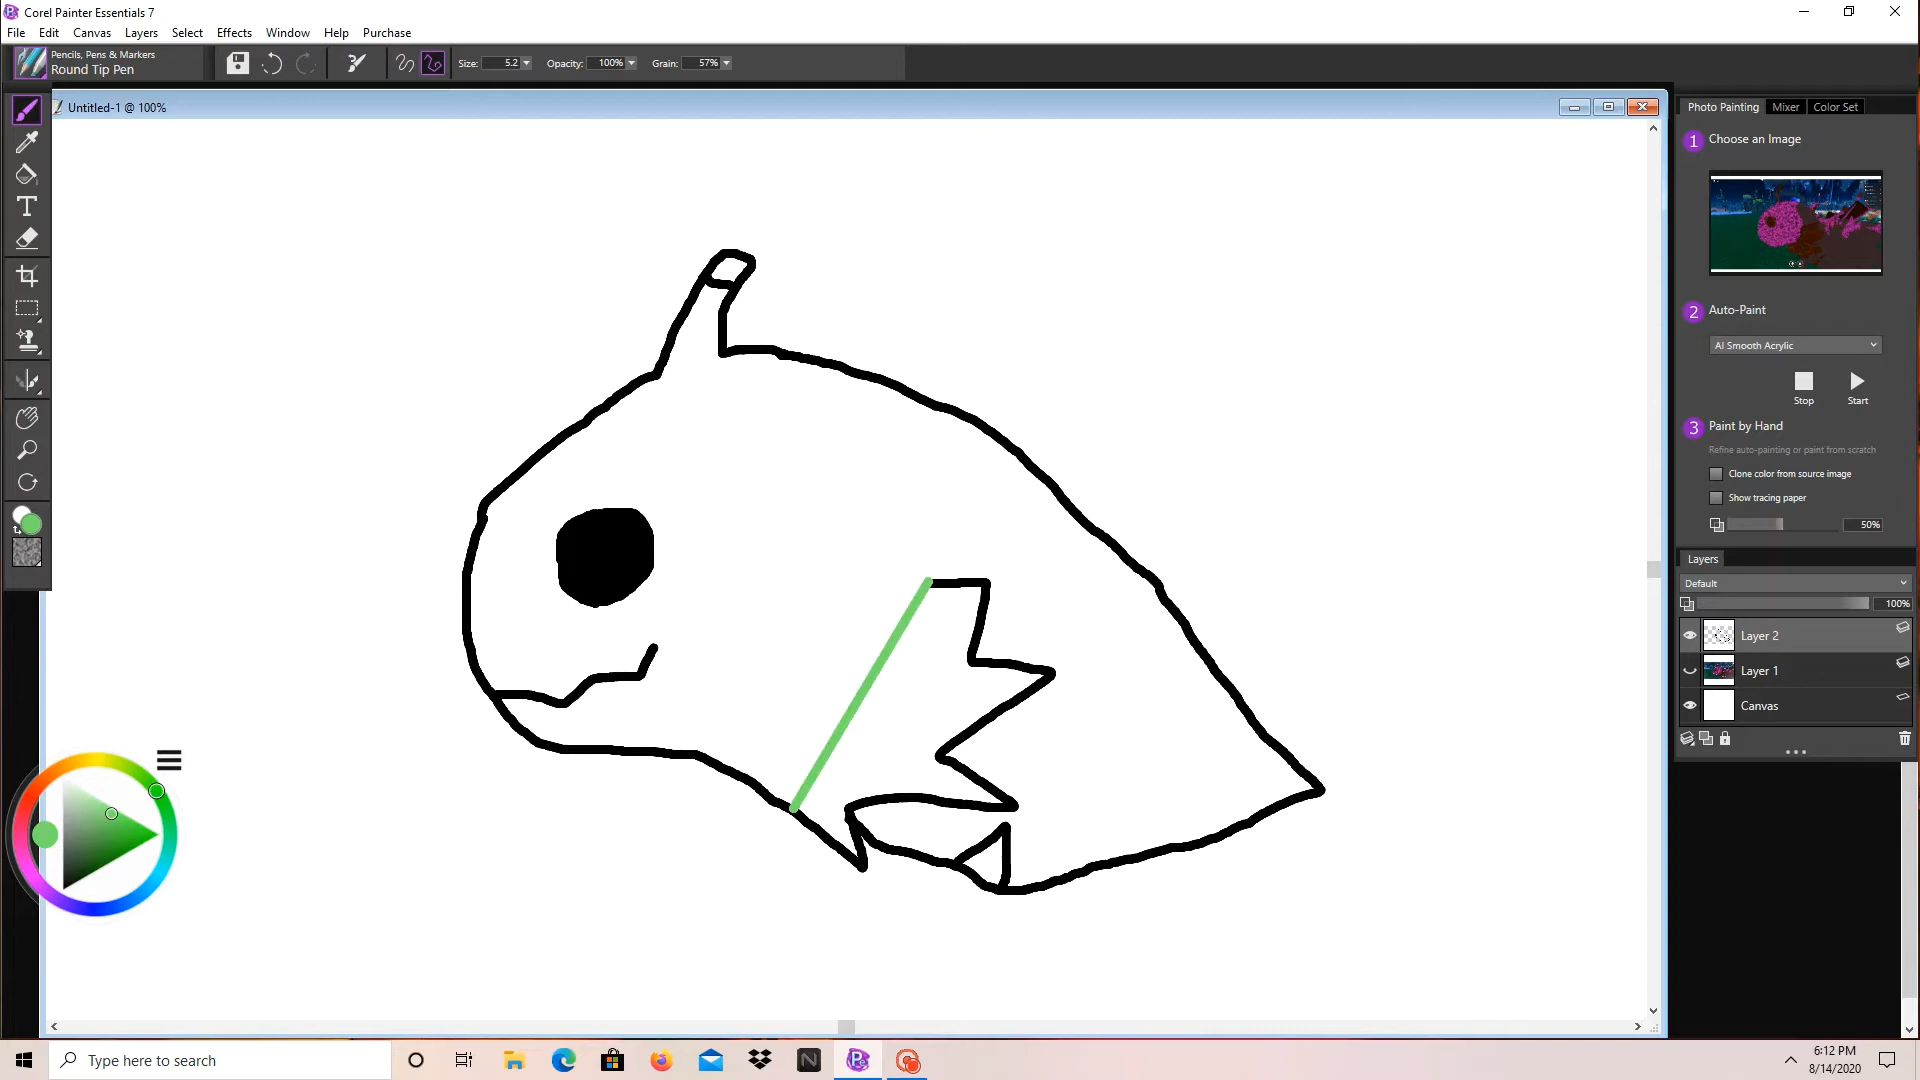 Corel Painter Essentials 7
File Edit Canvas Layers Select Effects Window Help Purchase
Pencils, Pens & Markers
Round Tip Pen
Size: 5.2 Opacity: 100% Grain: 57%
Untitled-1 @ 100%
Photo Painting Mixer Color Set
1 Choose an Image
2 Auto-Paint
AI Smooth Acrylic
Stop Start
3 Paint by Hand
Refine auto-painting or paint from scratch
Clone color from source image
Show tracing paper
50%
Layers
Default
100%
Layer 2
Layer 1
Canvas
Type here to search
6:12 PM
8/14/2020